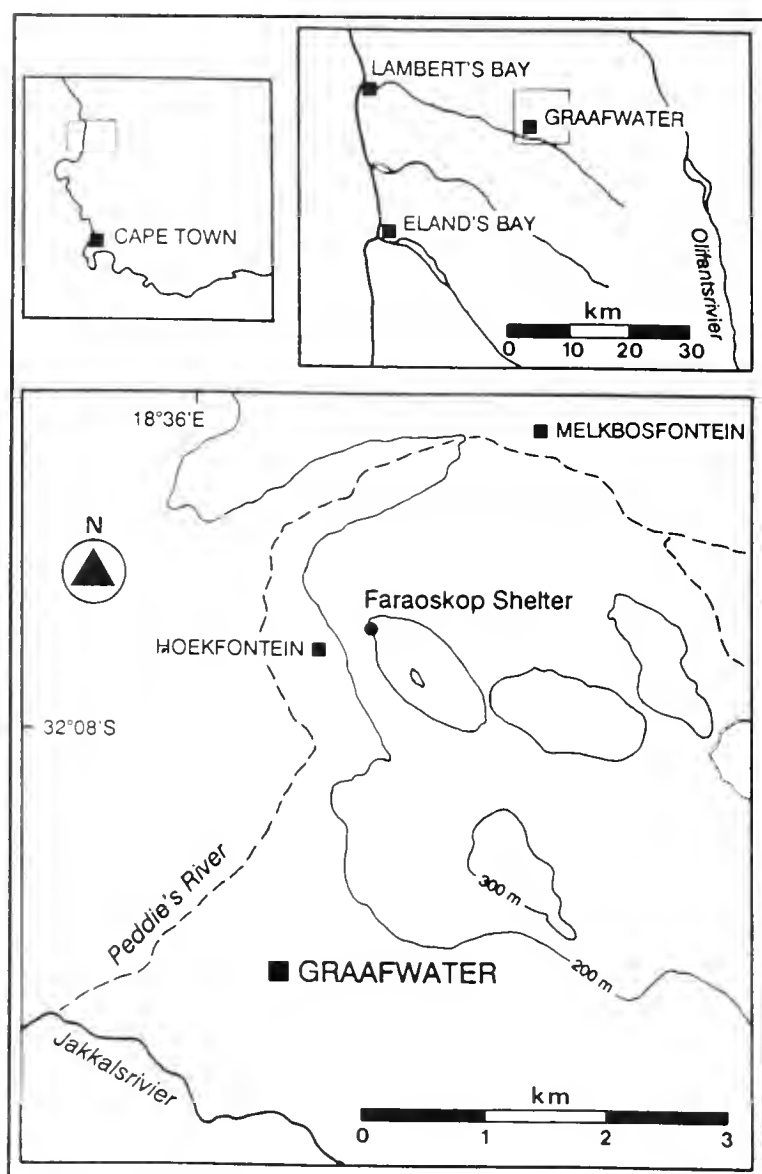 CAPE TOWN
LAMBERT'S BAY
GRAAFWATER
ELAND'S BAY
Olifantsrivier
km
0 10 20 30
18°36'E
MELKBOSFONTEIN
N
Faraoskop Shelter
HOEKFONTEIN
32°08'S
Peddie's River
300 m
200 m
GRAAFWATER
Jakkalsrivier
km
0 1 2 3